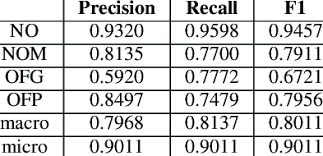 Precision Recall F1
NO 0.9320 0.9598 0.9457
NOM 0.8135 0.7700 0.7911
OFG 0.5920 0.7772 0.6721
OFP 0.8497 0.7479 0.7956
macro 0.7968 0.8137 0.8011
micro 0.9011 0.9011 0.9011